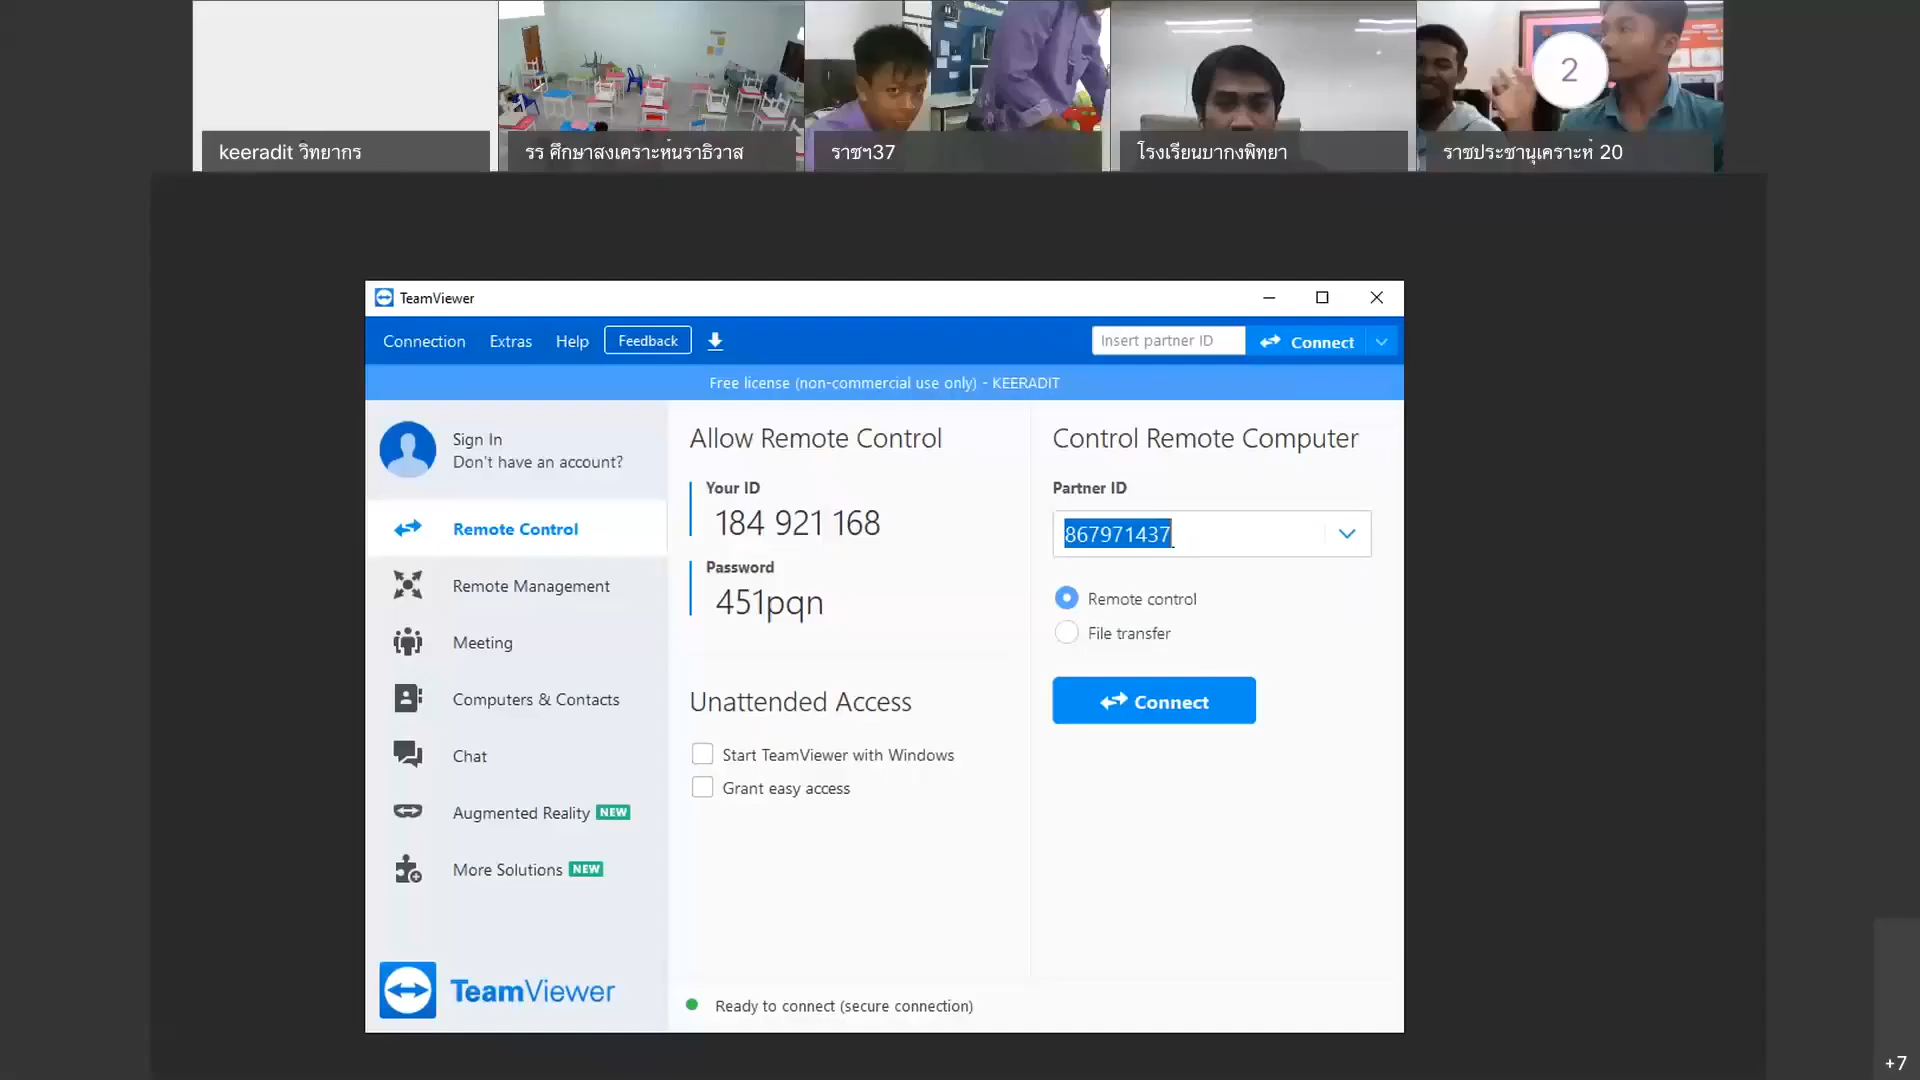 keeradit วิทยากร
รร ศึกษาสงเคราะห์นราธิวาส
ราชฯ37
โรงเรียนบากงพิทยา
ราชประชานุเคราะห์ 20
2
TeamViewer
Connection Extras Help Feedback
Insert partner ID Connect
Free license (non-commercial use only) - KEERADIT
Sign In
Don't have an account?
Remote Control
Remote Management
Meeting
Computers & Contacts
Chat
Augmented Reality NEW
More Solutions NEW
TeamViewer
Allow Remote Control
Your ID
184 921 168
Password
451pqn
Unattended Access
Start TeamViewer with Windows
Grant easy access
Control Remote Computer
Partner ID
867971437
Remote control
File transfer
Connect
Ready to connect (secure connection)
+7